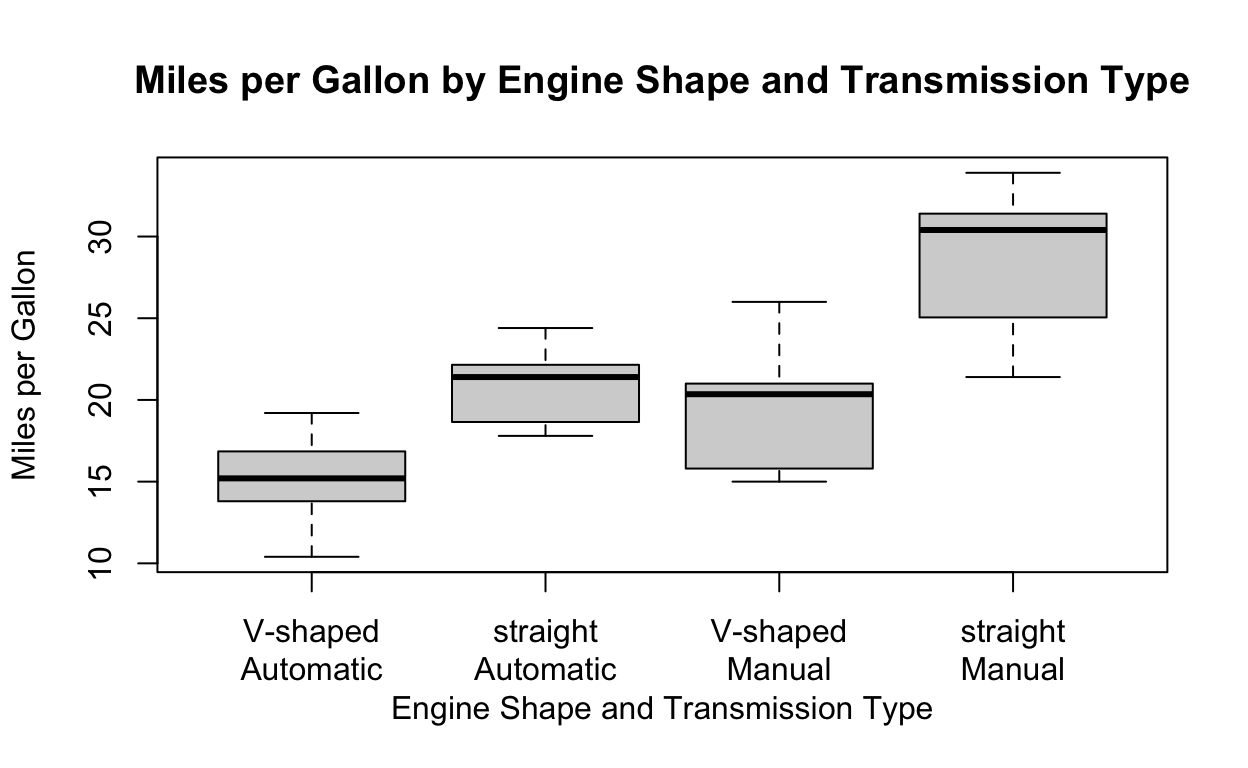 Miles per Gallon by Engine Shape and Transmission Type
Miles per Gallon
30
25
20
15
10
V-shaped straight V-shaped straight
Automatic Automatic Manual Manual
Engine Shape and Transmission Type